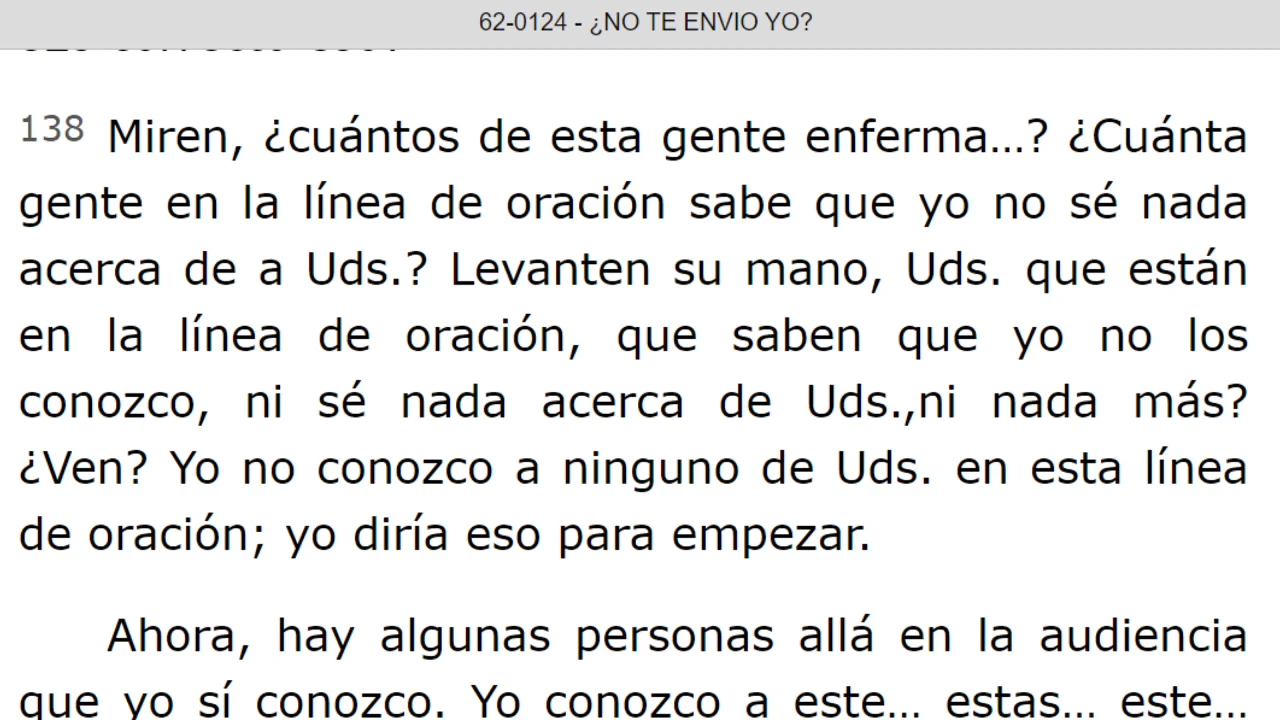 62-0124 - ¿NO TE ENVIO YO?
138 Miren, ¿cuántos de esta gente enferma...? ¿Cuánta
gente en la línea de oración sabe que yo no sé nada
acerca de a Uds.? Levanten su mano, Uds. que están
en la línea de oración, que saben que yo no los
conozco, ni sé nada acerca de Uds.,ni nada más?
¿Ven? Yo no conozco a ninguno de Uds. en esta línea
de oración; yo diría eso para empezar.
Ahora, hay algunas personas allá en la audiencia
que yo sí conozco. Yo conozco a este... estas... este...